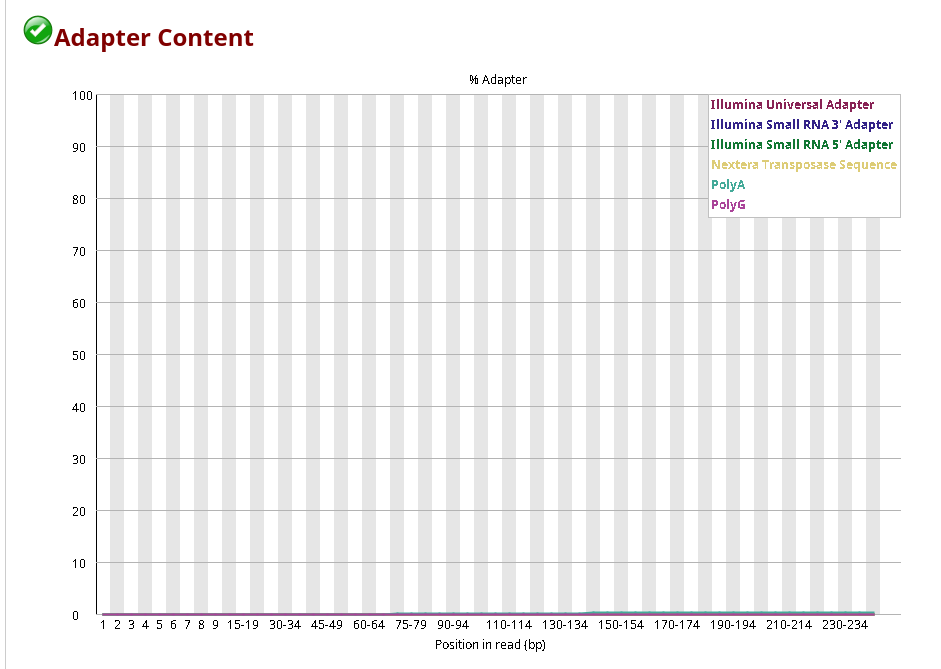 Adapter Content
% Adapter
100
90
80
70
60
50
40
30
20
10
0
Illumina Universal Adapter
Illumina Small RNA 3' Adapter
Illumina Small RNA 5' Adapter
Nextera Transposase Sequence
PolyA
PolyG
1 2 3 4 5 6 7 8 9 15-19 30-34 45-49 60-64 75-79 90-94 110-114 130-134 150-154 170-174 190-194 210-214 230-234
Position in read (bp)